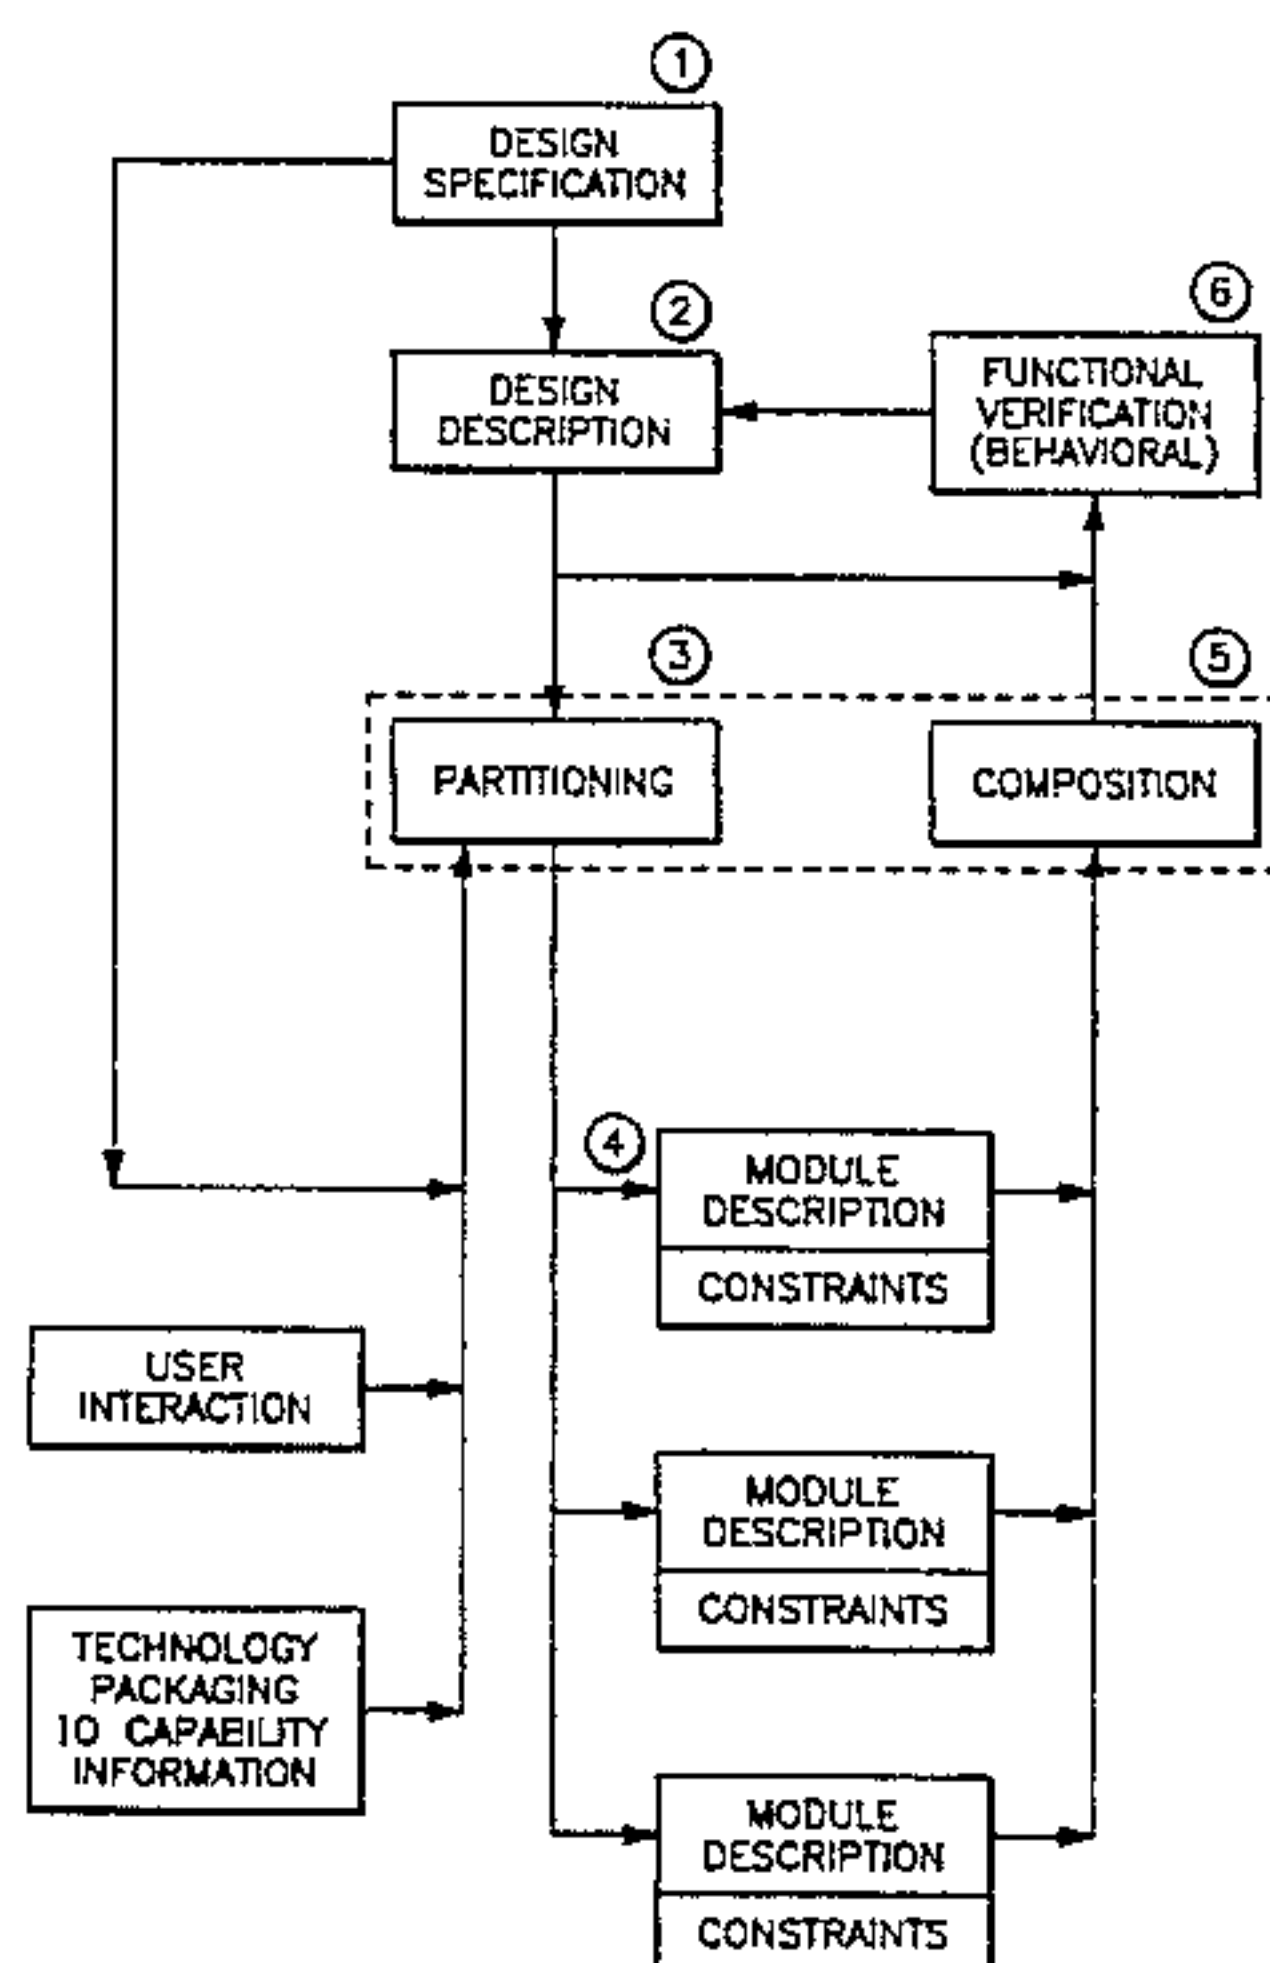 1
DESIGN
SPECIFICATION
2
DESIGN
DESCRIPTION
6
FUNCTIONAL
VERIFICATION
(BEHAVIORAL)
3
PARTITIONING
5
COMPOSITION
4
MODULE
DESCRIPTION
CONSTRAINTS
USER
INTERACTION
MODULE
DESCRIPTION
CONSTRAINTS
TECHNOLOGY
PACKAGING
IO CAPABILITY
INFORMATION
MODULE
DESCRIPTION
CONSTRAINTS